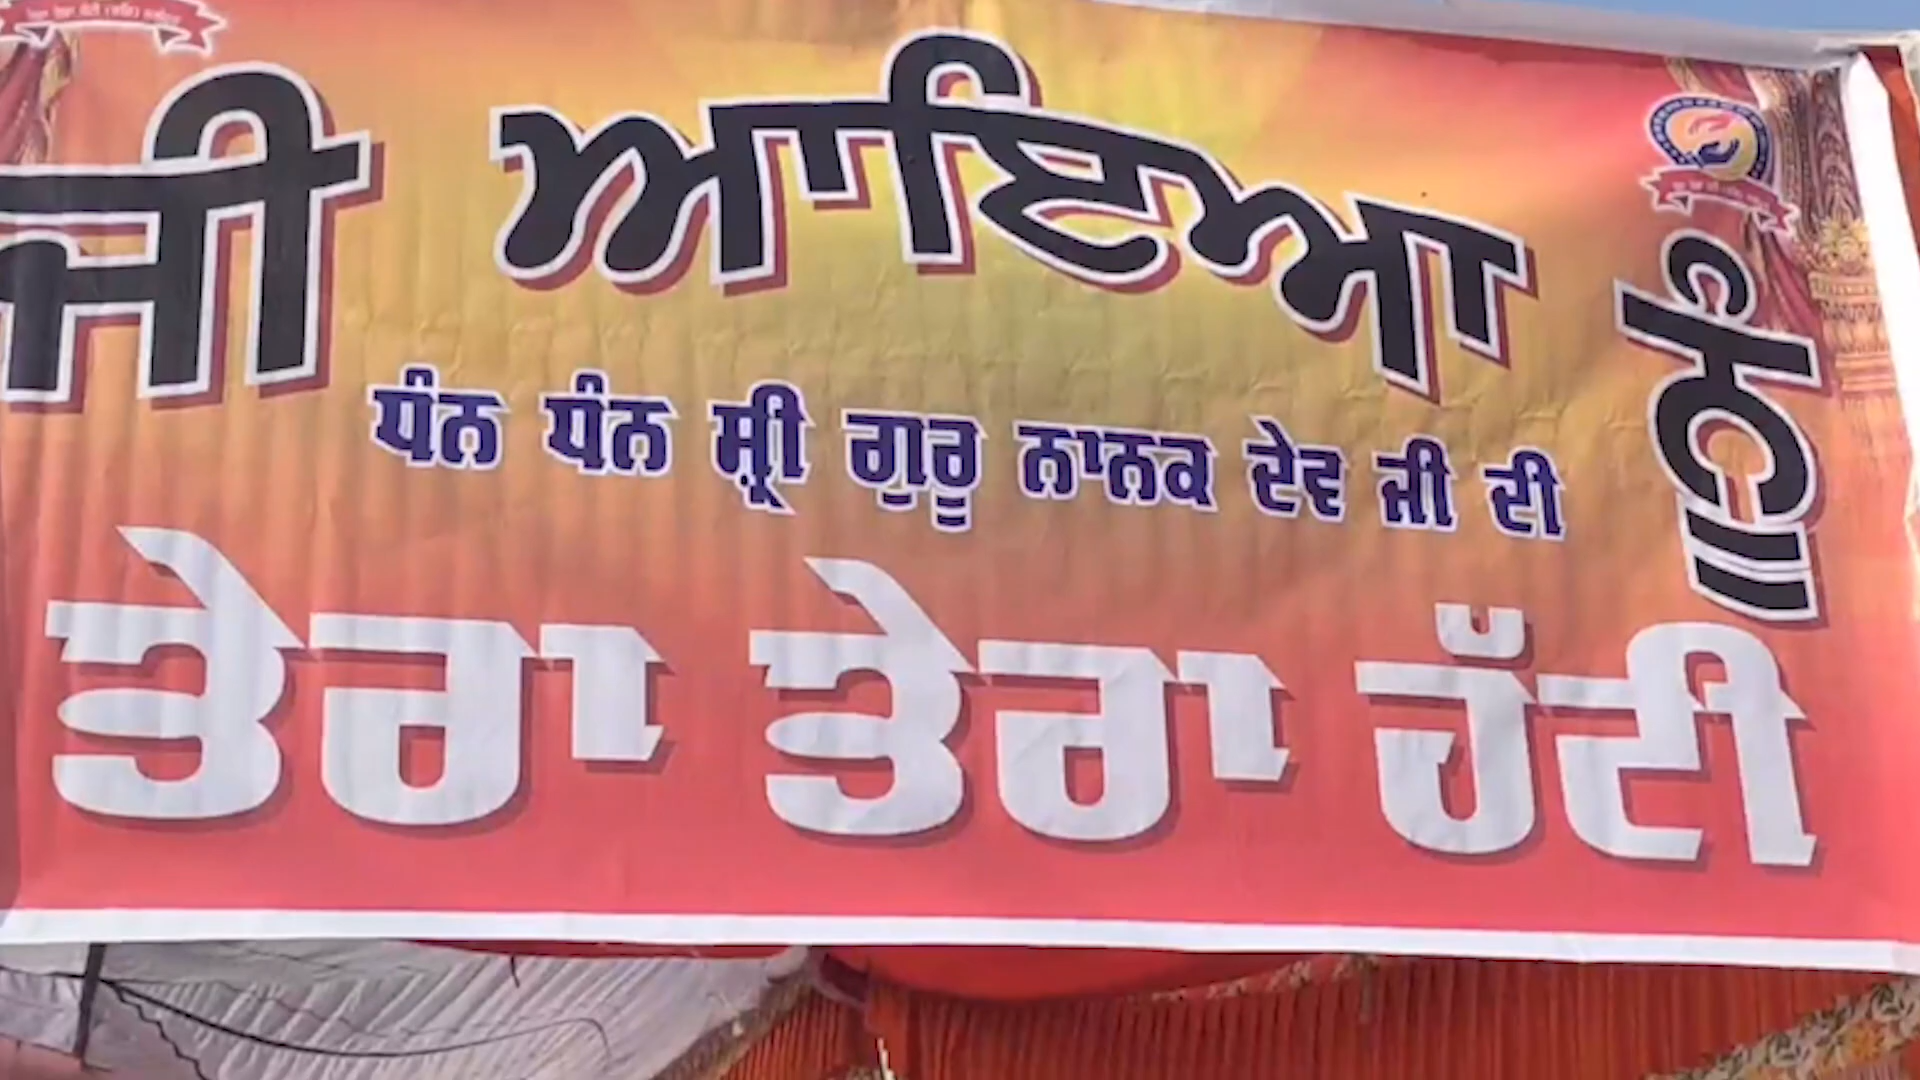 ਜੀ ਆਇਆ ਨੂੰ॥
ਧੰਨ ਧੰਨ ਸ਼੍ਰੀ ਗੁਰੂ ਨਾਨਕ ਦੇਵ ਜੀ ਦੀ
ਤੇਰਾ ਤੇਰਾ ਹੱਟੀ